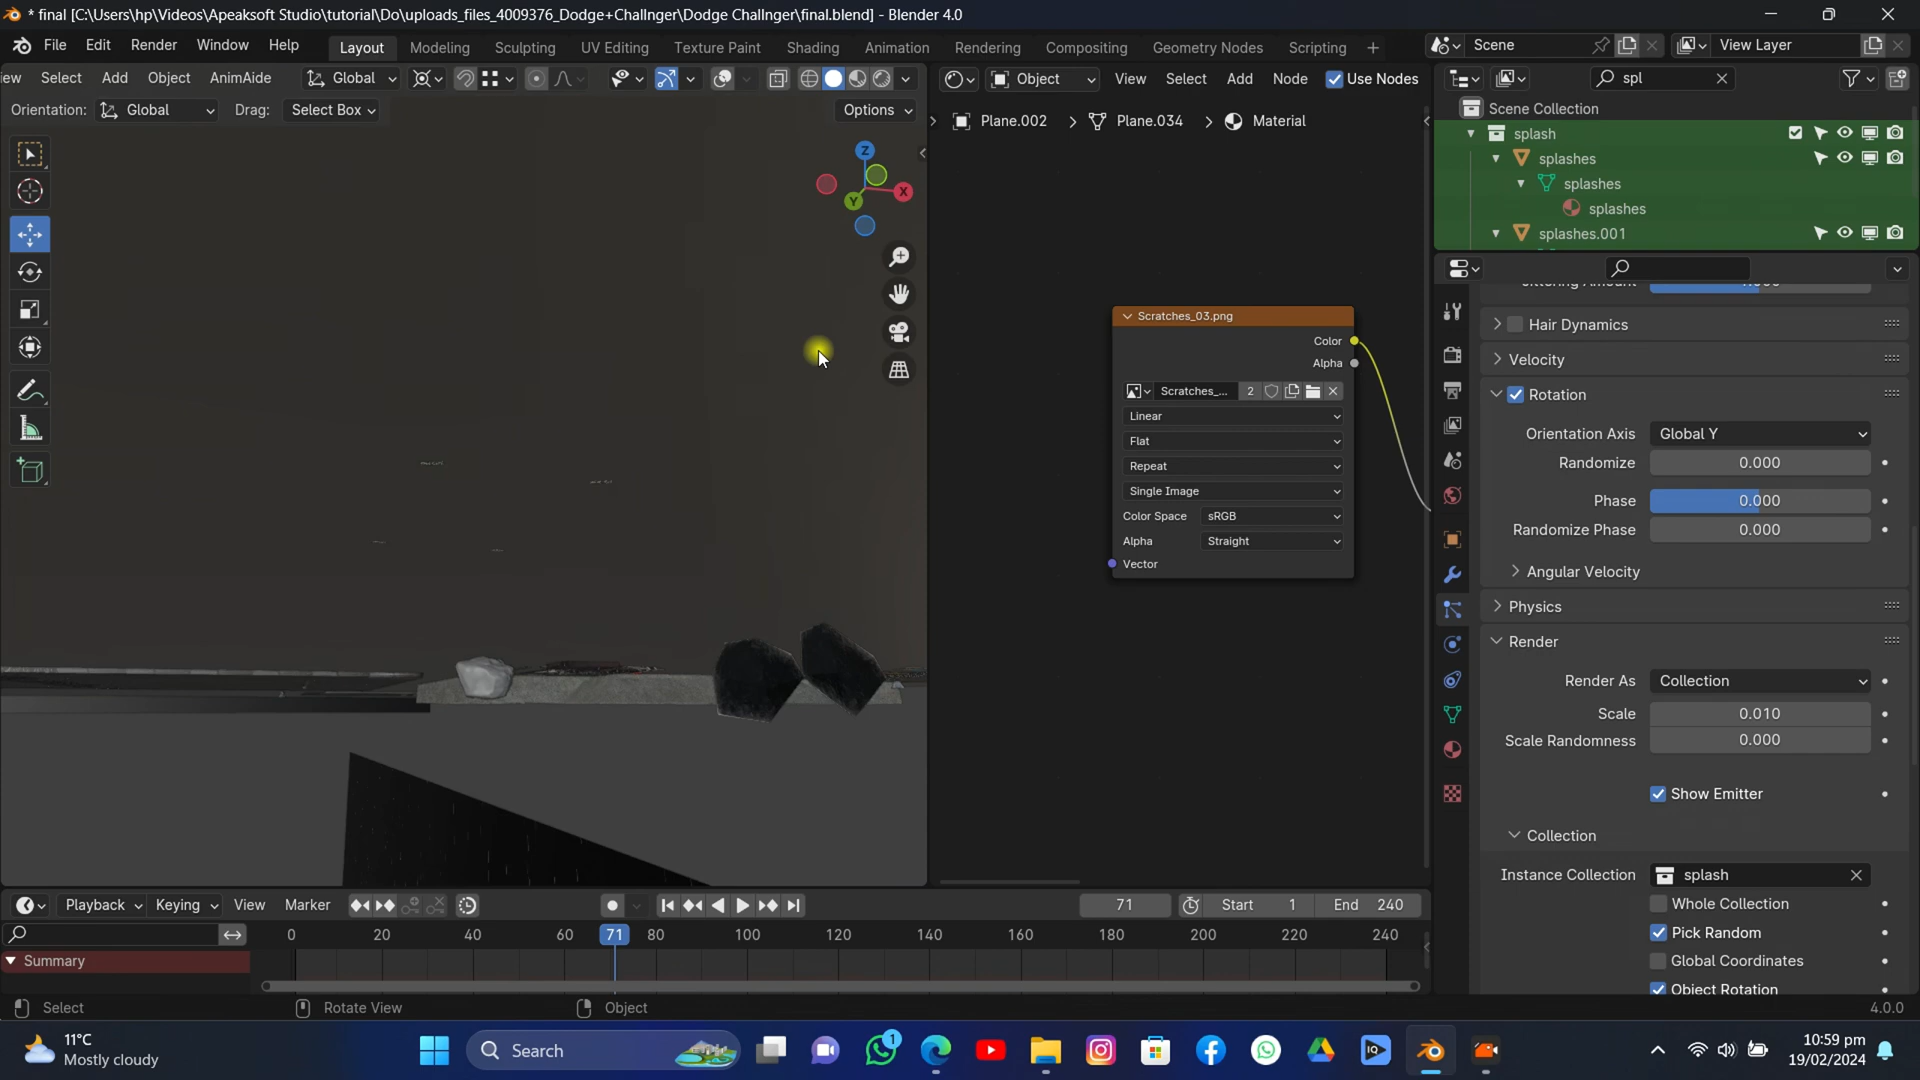 * final [C:\Users\hp\Videos\Apeaksoft Studio\tutorial\Do\uploads_files_4009376_Dodge+Challnger\Dodge Challnger\final.blend] - Blender 4.0
File Edit Render Window Help Layout Modeling Sculpting UV Editing Texture Paint Shading Animation Rendering Compositing Geometry Nodes Scripting + Scene View Layer
iew Select Add Object AnimAide Global Object View Select Add Node Object Use Nodes spl
Orientation: Global Drag: Select Box Options
Scene Collection
Plane.002 > Plane.034 > Material
splash
splashes
splashes
splashes
splashes.001
Z
X
Y
Scratches_03.png
Color
Alpha
Scratches_... 2
Linear
Flat
Repeat
Single Image
Color Space sRGB
Alpha Straight
Vector
Hair Dynamics
Velocity
Rotation
Orientation Axis Global Y
Randomize 0.000
Phase 0.000
Randomize Phase 0.000
Angular Velocity
Physics
Render
Render As Collection
Scale 0.010
Scale Randomness 0.000
Show Emitter
Collection
Instance Collection splash
Whole Collection
Pick Random
Global Coordinates
Object Rotation
Playback Keying View Marker 71 Start 1 End 240
0 20 40 60 71 80 100 120 140 160 180 200 220 240
Summary
Select Rotate View Object 4.0.0
11°C
Mostly cloudy
Search
1
IQ
10:59 pm
19/02/2024